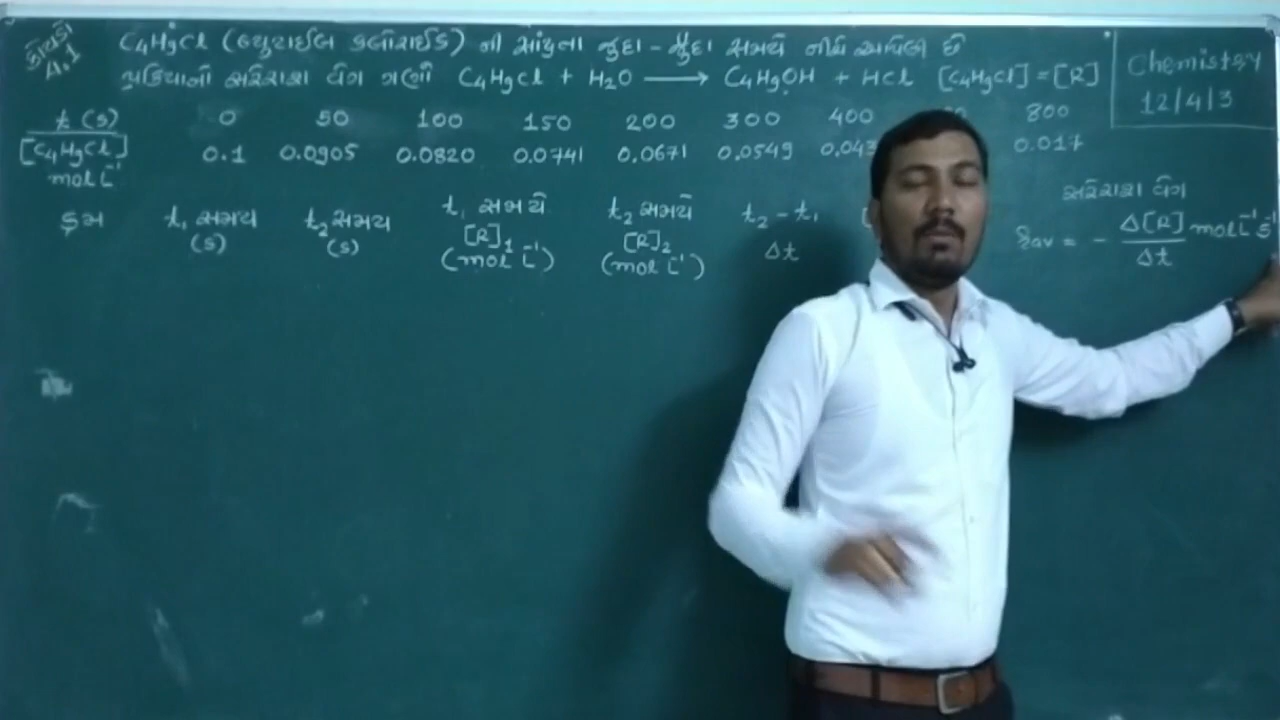 કોયડો 4.1
C4H9Cl (બ્યુટાઈલ ક્લોરાઈડ) ની સાંદ્રતા જુદા-જુદા સમયે નીચે આપેલ છે
પ્રક્રિયાનો સરેરાશ વેગ ગણો C4H9Cl + H2O ⟶ C4H9OH + HCl [C4H9Cl] = [R]
Chemistry
12/4/3
t (s) 0 50 100 150 200 300 400 800
[C4H9Cl] mol L⁻¹ 0.1 0.0905 0.0820 0.0741 0.0671 0.0549 0.043 0.017
ક્રમ t1 સમય (s) t2 સમય (s) t1 સમયે [R]1 (mol L⁻¹) t2 સમયે [R]2 (mol L⁻¹) t2 - t1 Δt
સરેરાશ વેગ
rav = - Δ[R] / Δt mol L⁻¹ S⁻¹